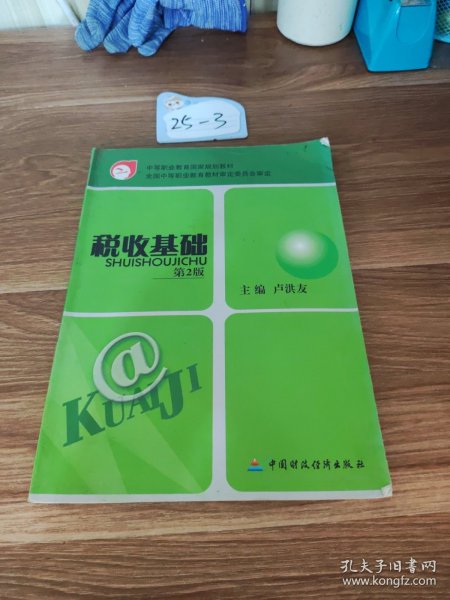 25-3
中等职业教育国家规划教材
全国中等职业教育教材审定委员会审定
税收基础
SHUISHOUJICHU
第2版
主编 卢洪友
@
KUAIJI
中国财政经济出版社
孔夫子旧书网
www.kongfz.com